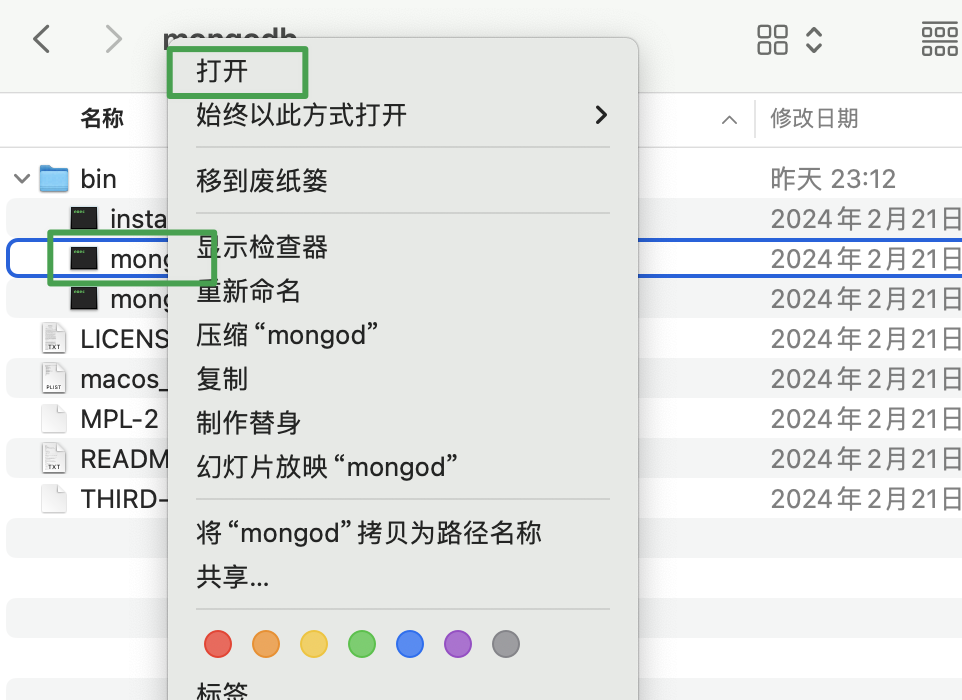 mongodb
打开
始终以此方式打开
名称
修改日期
移到废纸篓
bin
昨天 23:12
insta
2024年2月21日
显示检查器
mong
2024年2月21日
重新命名
mong
2024年2月21日
压缩“mongod”
LICENS
2024年2月21日
复制
macos_
2024年2月21日
制作替身
MPL-2
2024年2月21日
幻灯片放映“mongod”
READM
2024年2月21日
THIRD-
2024年2月21日
将“mongod”拷贝为路径名称
共享...
标签